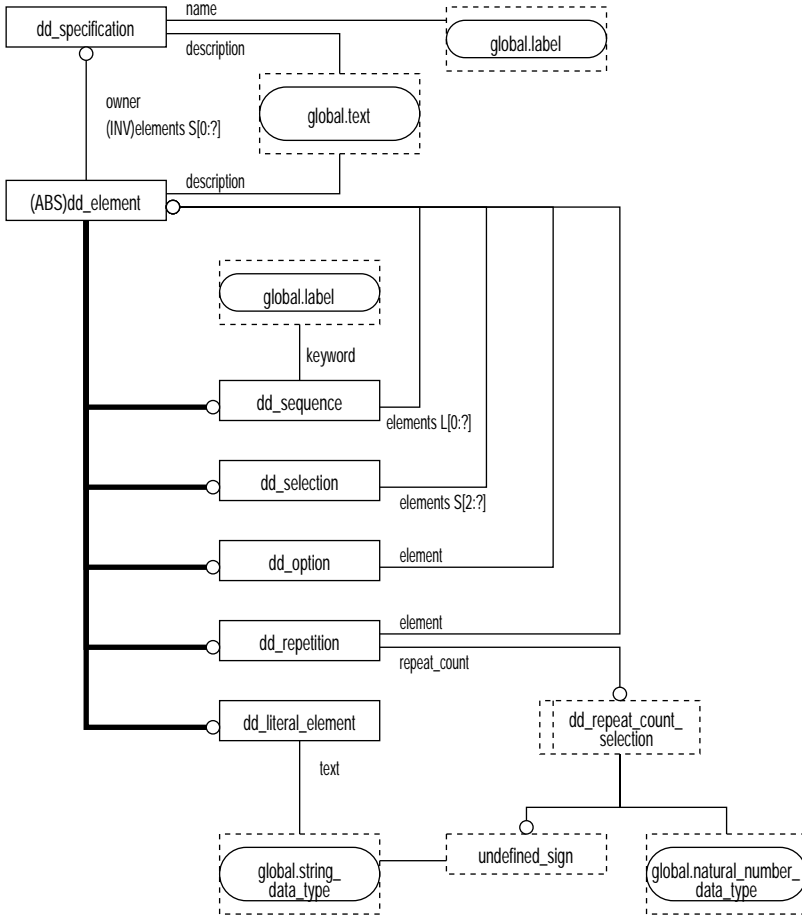 name
dd_specification
global.label
description
owner
global.text
(INV)elements S[0:?]
description
(ABS)dd_element
global.label
keyword
dd_sequence
elements L[0:?]
dd_selection
elements S[2:?]
dd_option
element
element
dd_repetition
repeat_count
dd_literal_element
dd_repeat_count_
selection
text
global.string_
data_type
undefined_sign
global.natural_number_
data_type